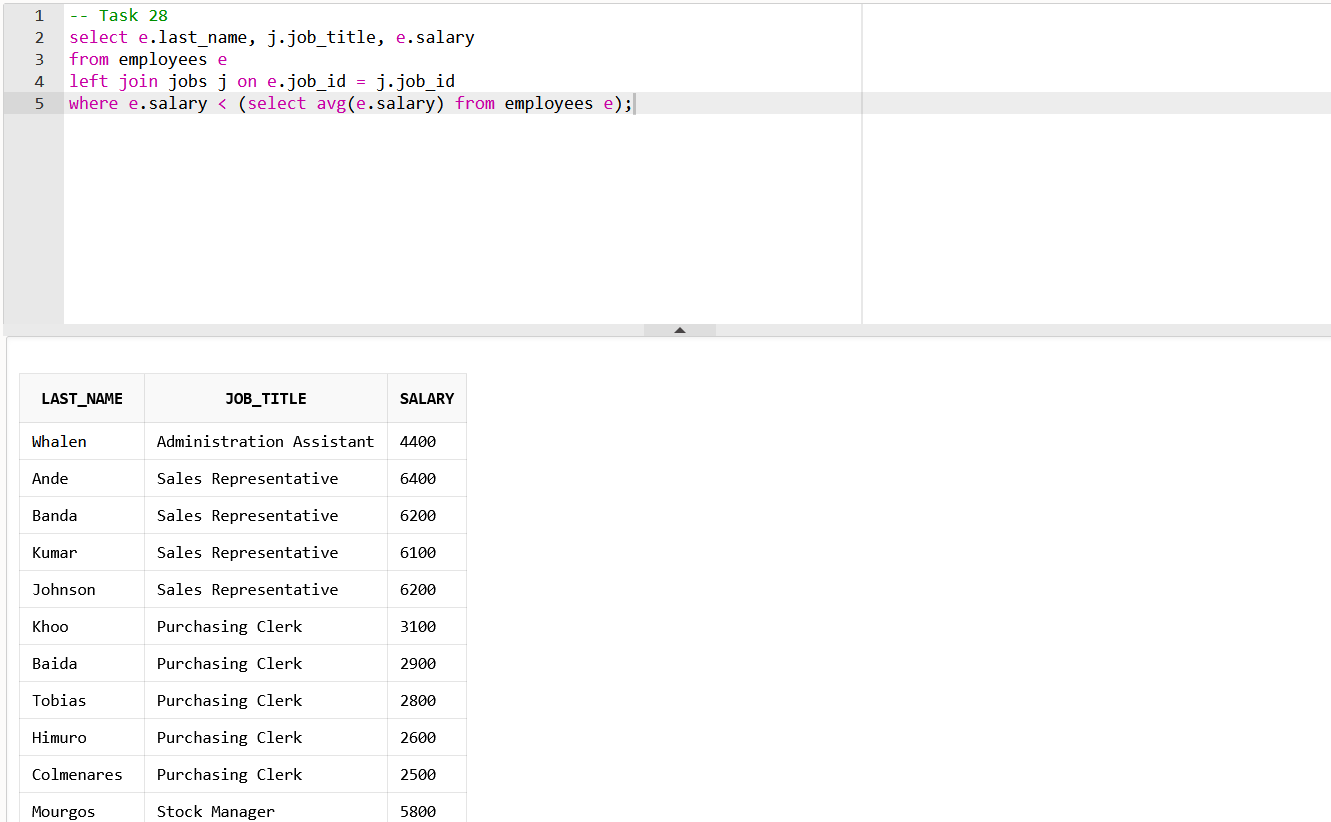 1 -- Task 28
2 select e.last_name, j.job_title, e.salary
3 from employees e
4 left join jobs j on e.job_id = j.job_id
5 where e.salary < (select avg(e.salary) from employees e);
LAST_NAME JOB_TITLE SALARY
Whalen Administration Assistant 4400
Ande Sales Representative 6400
Banda Sales Representative 6200
Kumar Sales Representative 6100
Johnson Sales Representative 6200
Khoo Purchasing Clerk 3100
Baida Purchasing Clerk 2900
Tobias Purchasing Clerk 2800
Himuro Purchasing Clerk 2600
Colmenares Purchasing Clerk 2500
Mourgos Stock Manager 5800